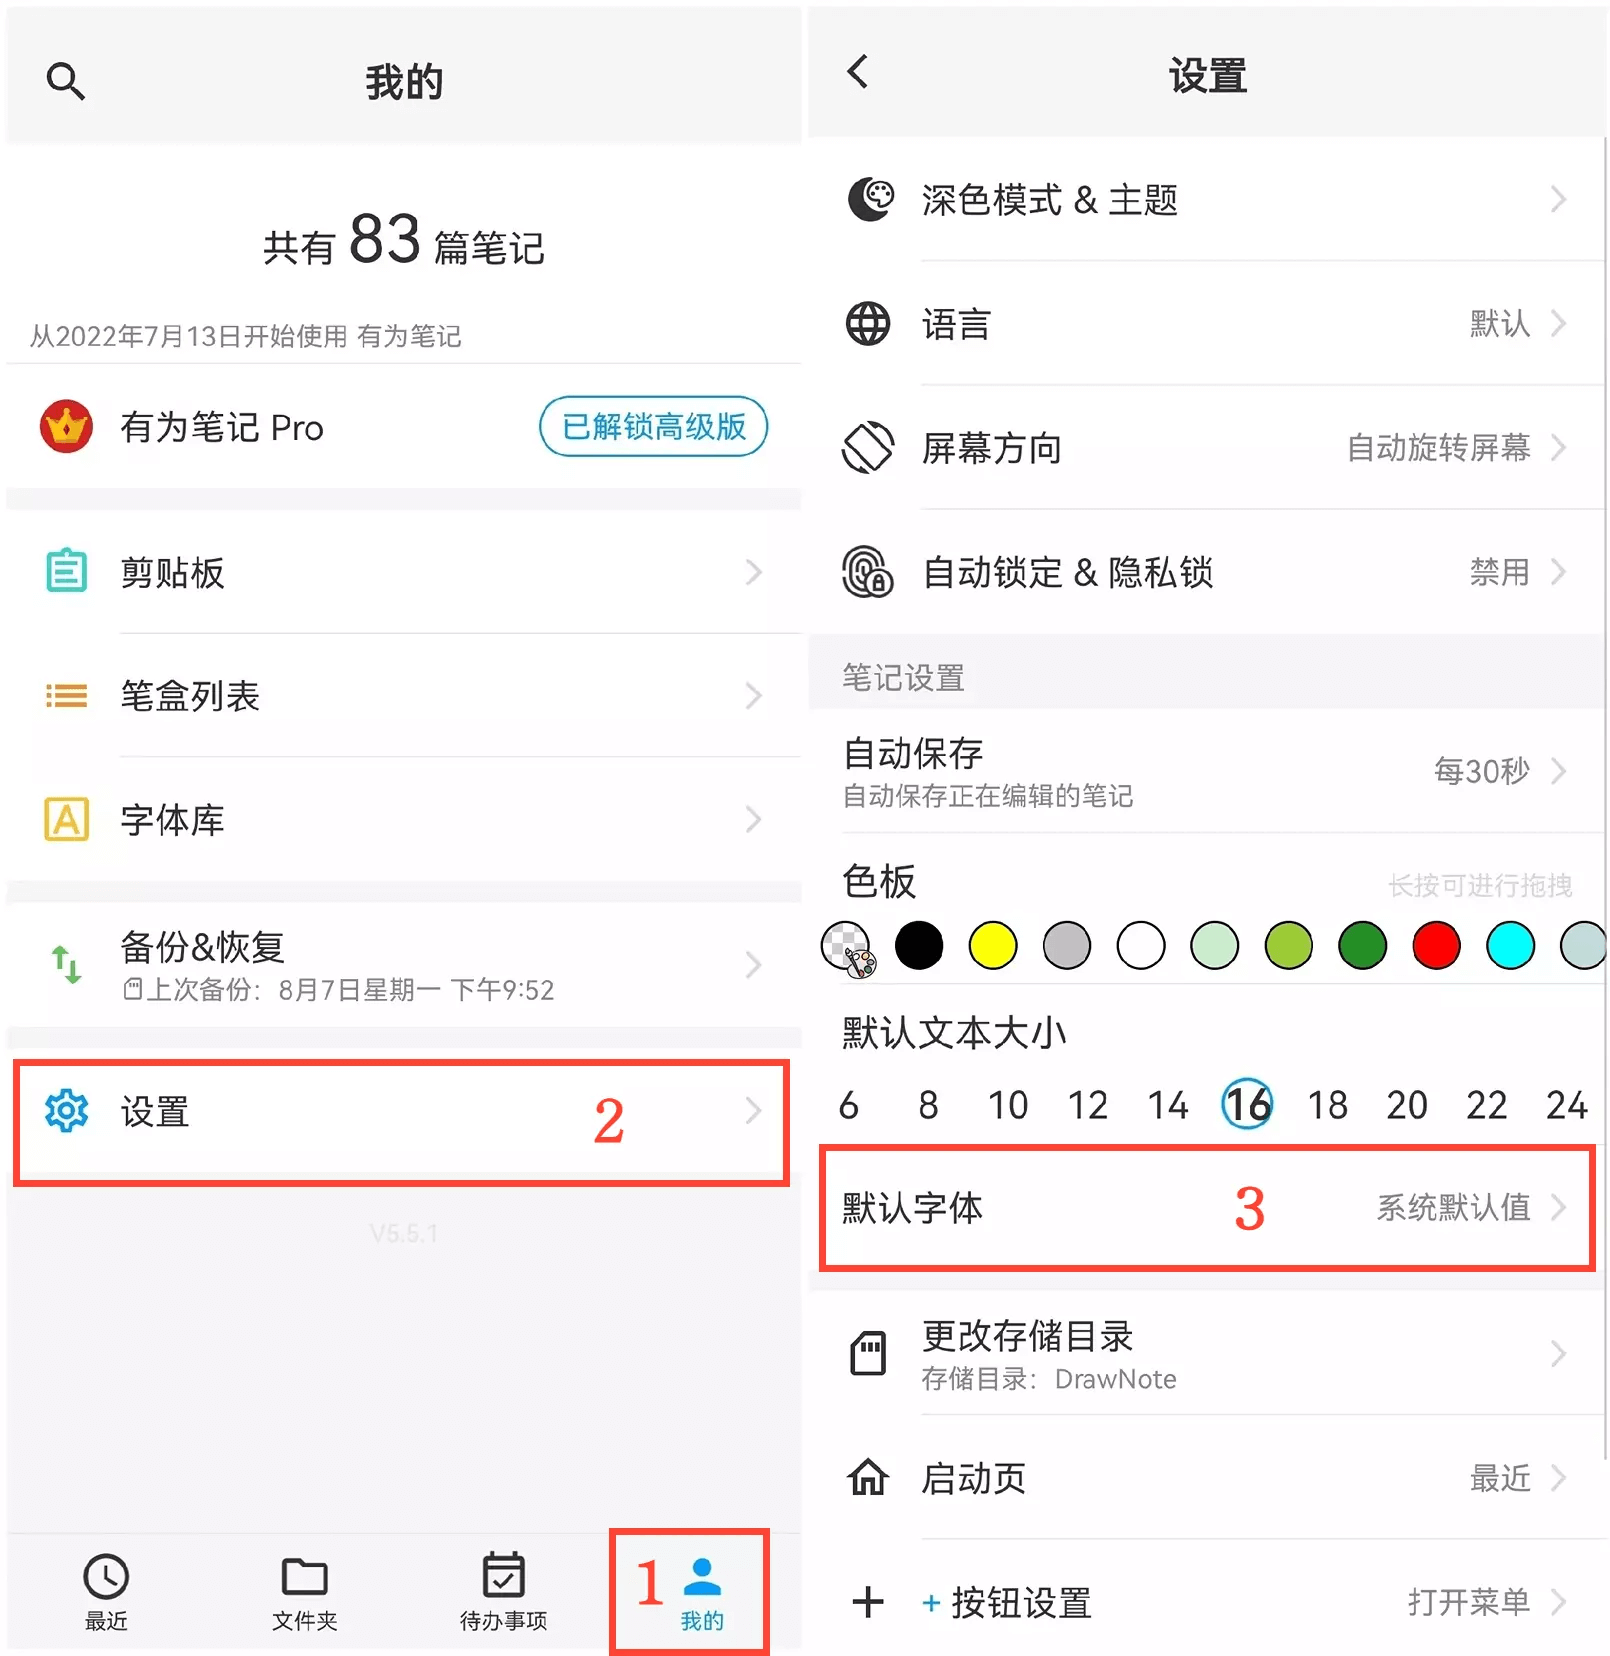 我的
共有 83 篇笔记
从2022年7月13日开始使用 有为笔记
有为笔记 Pro
已解锁高级版
剪贴板
笔盒列表
A 字体库
备份&恢复
上次备份：8月7日星期一 下午9:52
设置
2
V5.5.1
最近
文件夹
待办事项
1
我的
设置
深色模式 & 主题
语言
默认
屏幕方向
自动旋转屏幕
自动锁定 & 隐私锁
禁用
笔记设置
自动保存
自动保存正在编辑的笔记
每30秒
色板
长按可进行拖拽
默认文本大小
6 8 10 12 14 16 18 20 22 24
默认字体
3
系统默认值
更改存储目录
存储目录：DrawNote
启动页
最近
+ 按钮设置
打开菜单